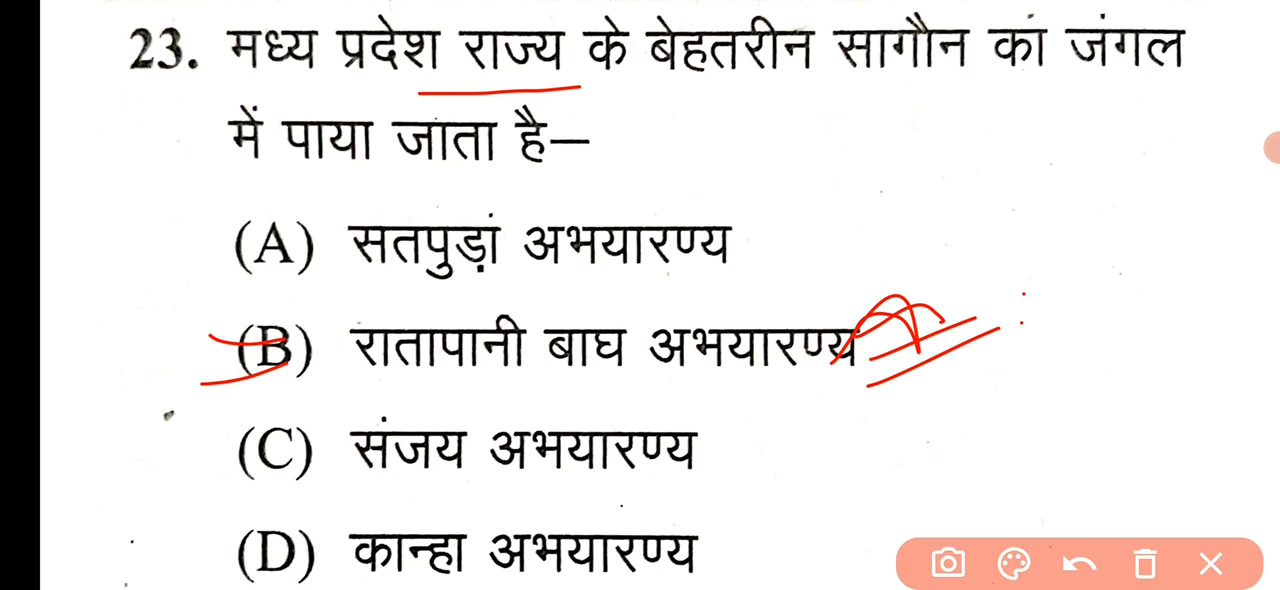 23. मध्य प्रदेश राज्य के बेहतरीन सागौन का जंगल
में पाया जाता है—
(A) सतपुड़ा अभयारण्य
(B) रातापानी बाघ अभयारण्य
(C) संजय अभयारण्य
(D) कान्हा अभयारण्य